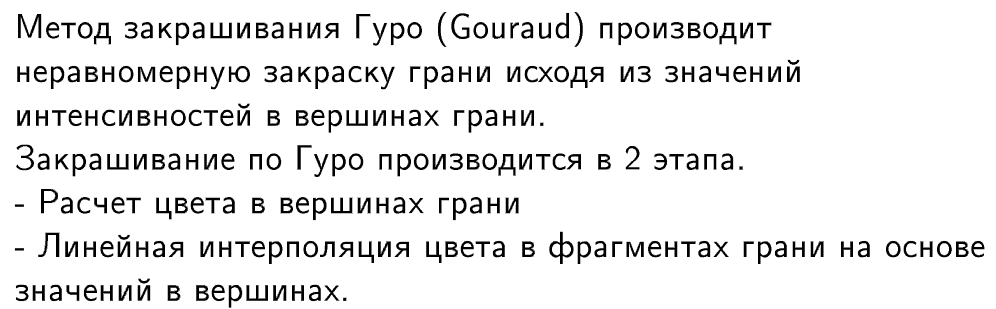 Метод закрашивания Гуро (Gouraud) производит
неравномерную закраску грани исходя из значений
интенсивностей в вершинах грани.
Закрашивание по Гуро производится в 2 этапа.
- Расчет цвета в вершинах грани
- Линейная интерполяция цвета в фрагментах грани на основе
значений в вершинах.